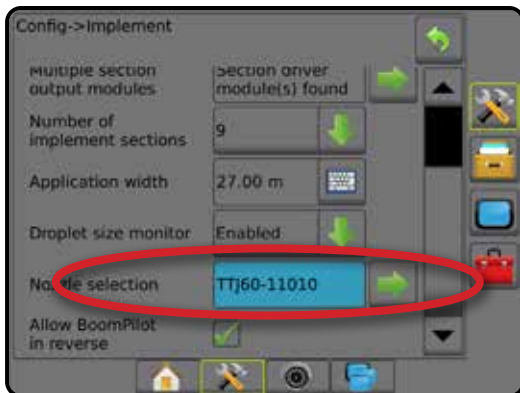 Config->Implement
Multiple section
output modules
Section driver
module(s) found
Number of
implement sections
9
Application width
27.00 m
Droplet size monitor
Enabled
Nozzle selection
TTJ60-11010
Allow BoomPilot
in reverse